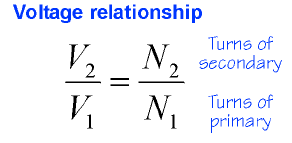 Voltage relationship
V₂/V₁ = N₂/N₁
Turns of
secondary
Turns of
primary